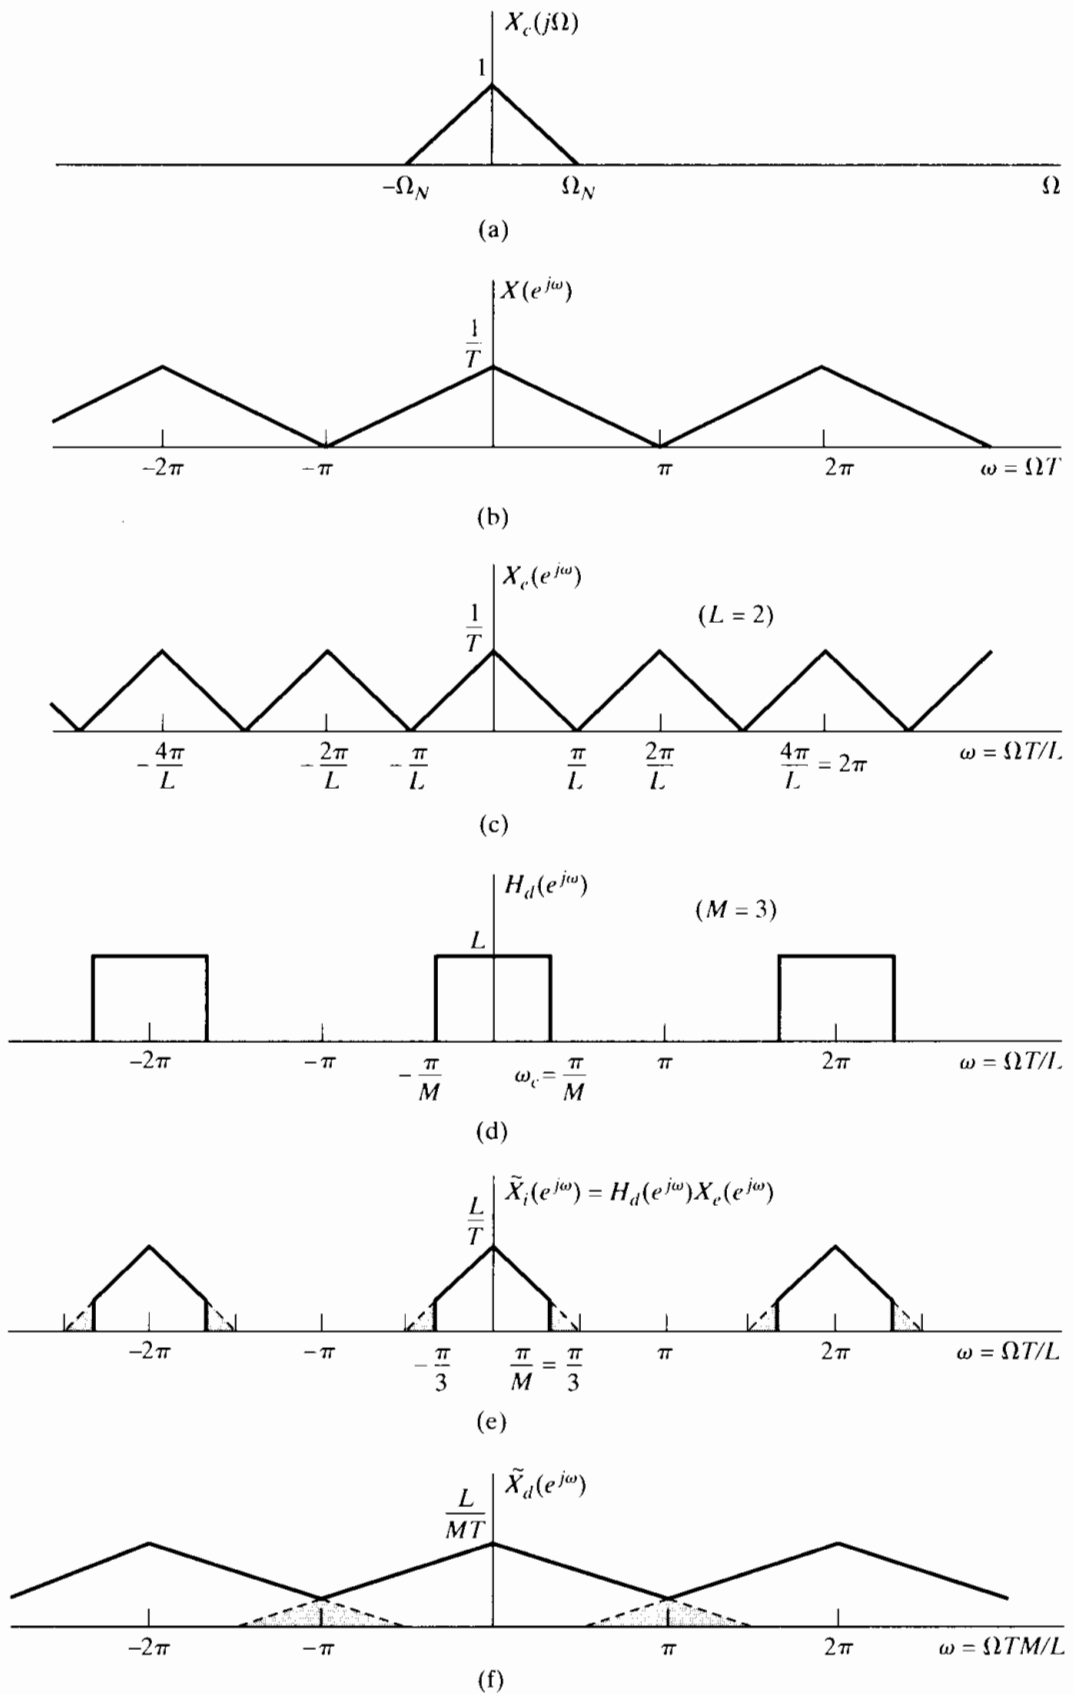 X_c(jΩ)
1
−Ω_N Ω_N Ω
(a)
X(e^{jω})
1/T
−2π −π π 2π ω = ΩT
(b)
X_e(e^{jω})
1/T (L = 2)
−4π/L −2π/L −π/L π/L 2π/L 4π/L = 2π ω = ΩT/L
(c)
H_d(e^{jω})
(M = 3)
L
−2π −π −π/M ω_c = π/M π 2π ω = ΩT/L
(d)
X̃_i(e^{jω}) = H_d(e^{jω})X_e(e^{jω})
L/T
−2π −π −π/3 π/M = π/3 π 2π ω = ΩT/L
(e)
X̃_d(e^{jω})
L/MT
−2π −π π 2π ω = ΩTM/L
(f)